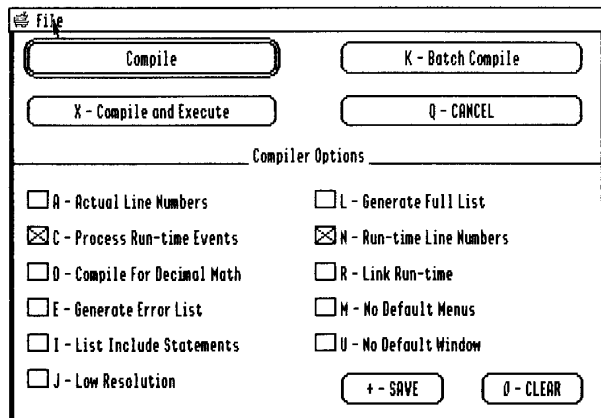 File
Compile
K - Batch Compile
X - Compile and Execute
Q - CANCEL
Compiler Options
A - Actual Line Numbers
L - Generate Full List
C - Process Run-time Events
N - Run-time Line Numbers
D - Compile For Decimal Math
R - Link Run-time
E - Generate Error List
M - No Default Menus
I - List Include Statements
U - No Default Window
J - Low Resolution
+ - SAVE
0 - CLEAR